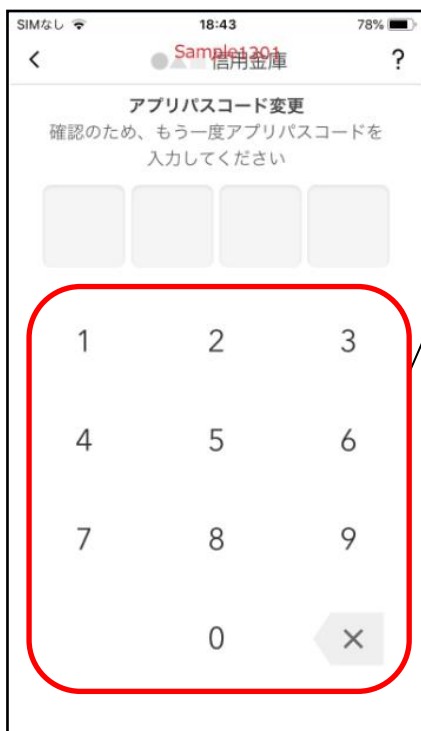 SIMなし 18:43 78%
< Sample1201 ●▲■信用金庫 ?
アプリパスコード変更
確認のため、もう一度アプリパスコードを
入力してください
1 2 3
4 5 6
7 8 9
0 ×